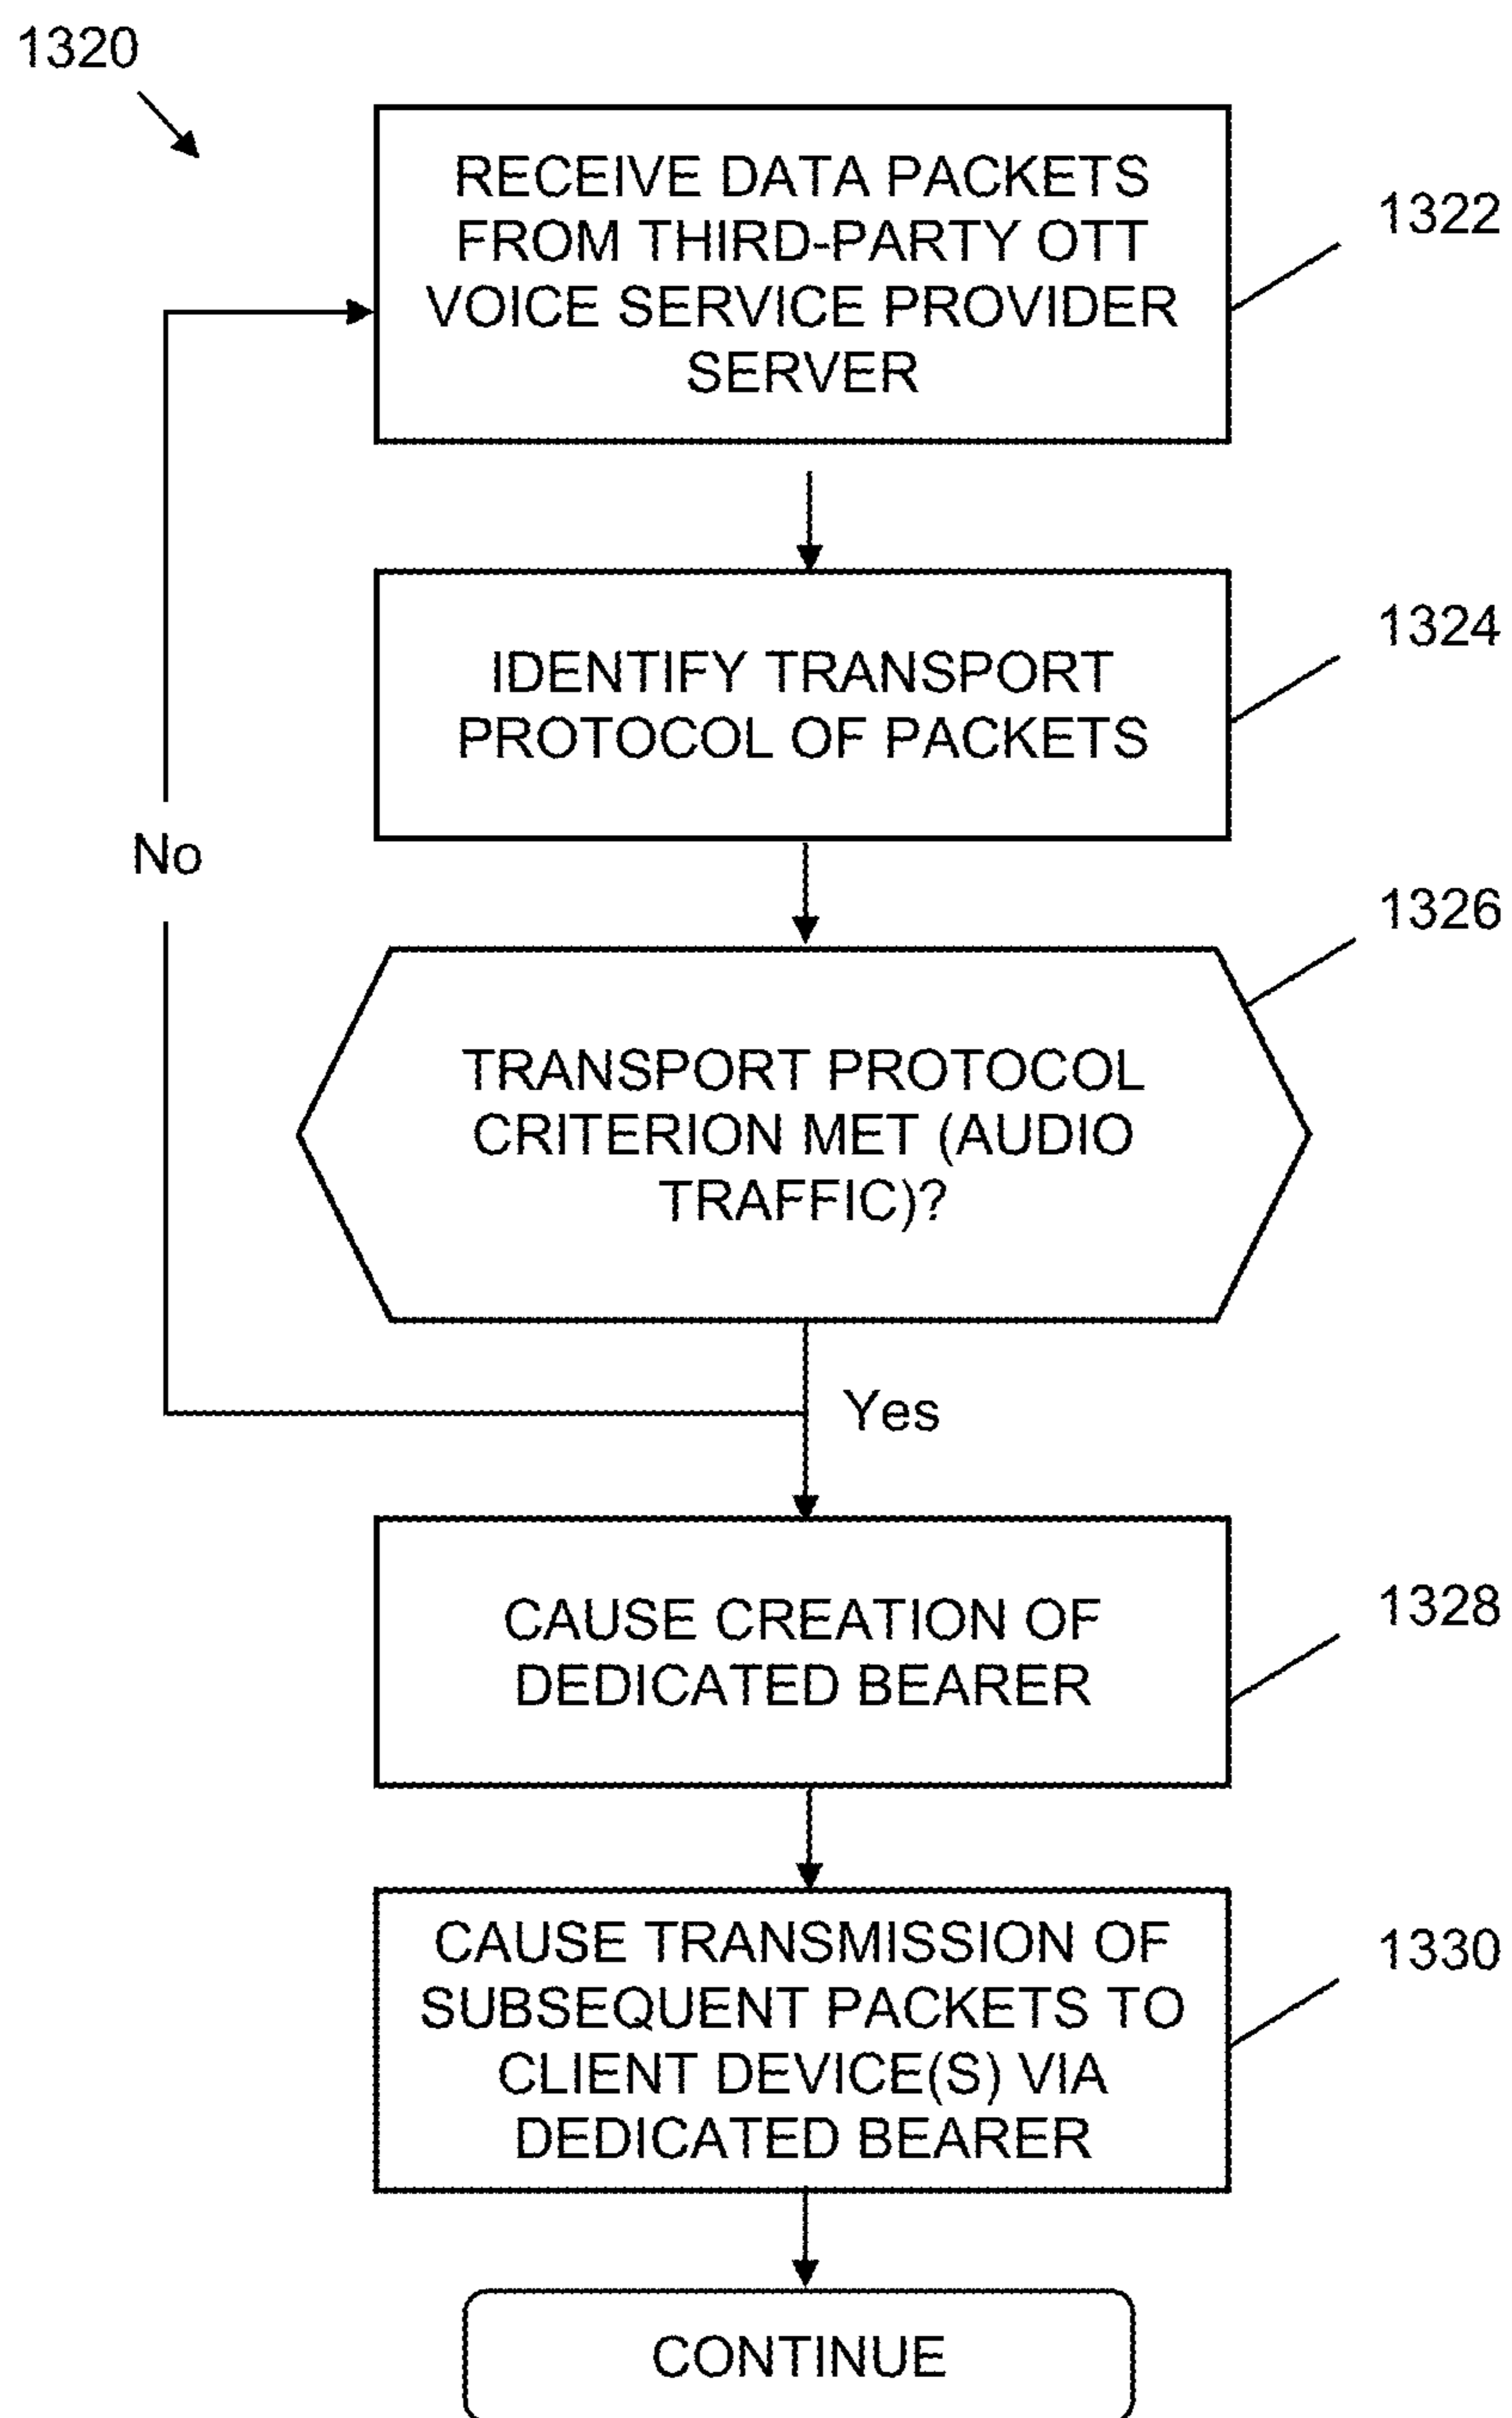 1320
RECEIVE DATA PACKETS
FROM THIRD-PARTY OTT
VOICE SERVICE PROVIDER
SERVER
1322
IDENTIFY TRANSPORT
PROTOCOL OF PACKETS
1324
No
TRANSPORT PROTOCOL
CRITERION MET (AUDIO
TRAFFIC)?
1326
Yes
CAUSE CREATION OF
DEDICATED BEARER
1328
CAUSE TRANSMISSION OF
SUBSEQUENT PACKETS TO
CLIENT DEVICE(S) VIA
DEDICATED BEARER
1330
CONTINUE